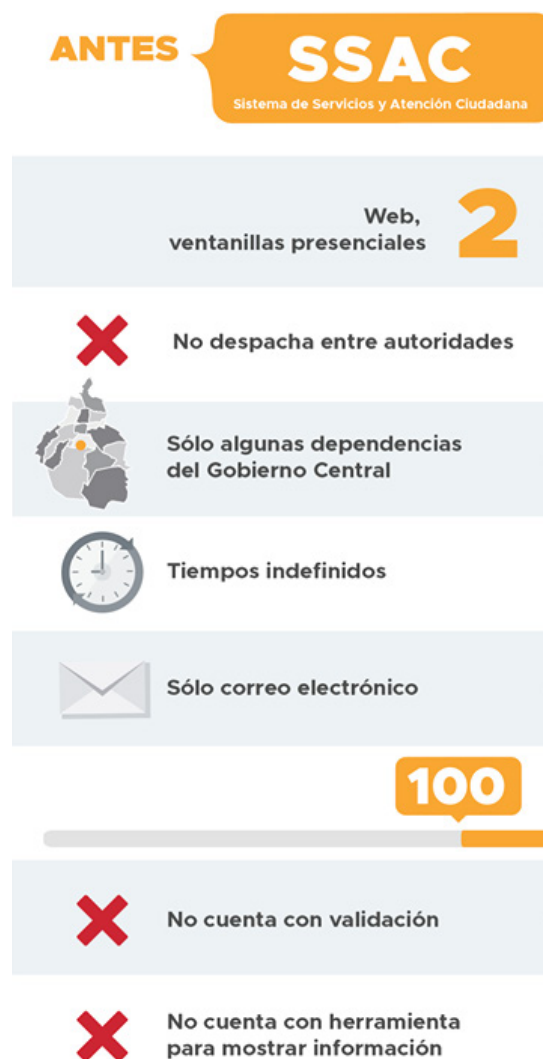 ANTES
SSAC
Sistema de Servicios y Atención Ciudadana
Web,
ventanillas presenciales
2
No despacha entre autoridades
Sólo algunas dependencias
del Gobierno Central
Tiempos indefinidos
Sólo correo electrónico
100
No cuenta con validación
No cuenta con herramienta
para mostrar información